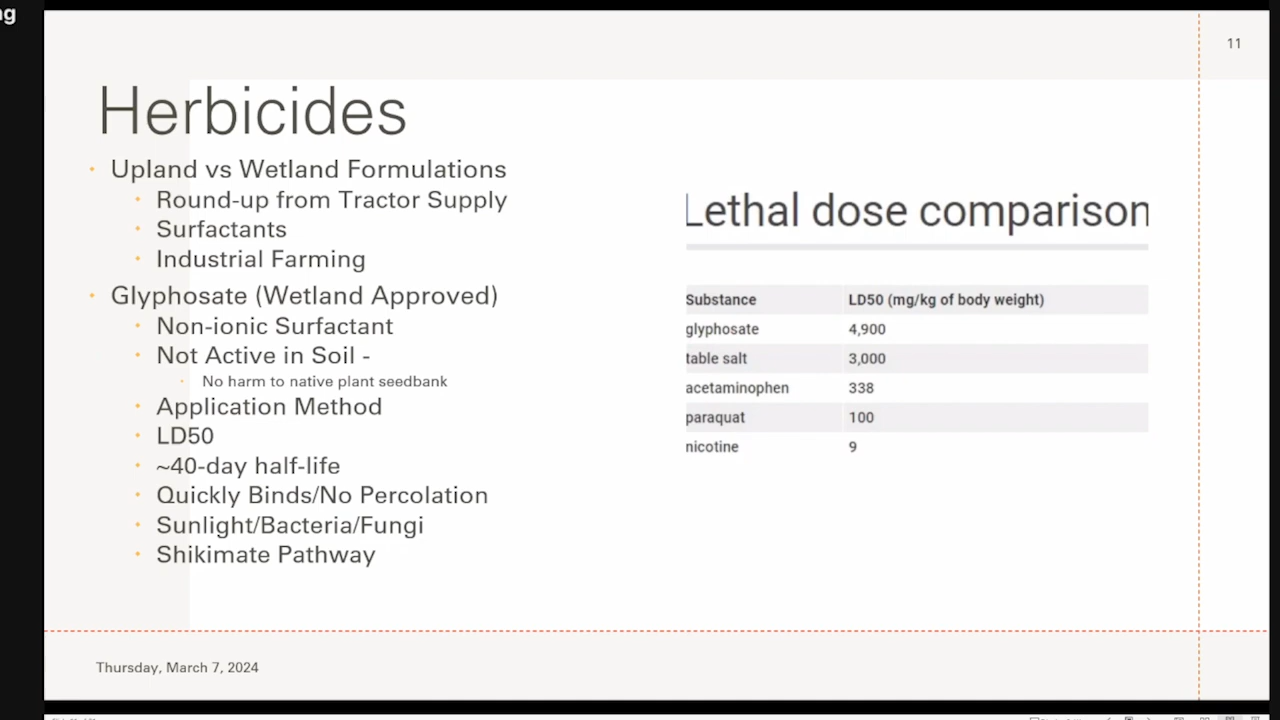 ng
11
Herbicides
Upland vs Wetland Formulations
Round-up from Tractor Supply
Surfactants
Industrial Farming
Glyphosate (Wetland Approved)
Non-ionic Surfactant
Not Active in Soil -
No harm to native plant seedbank
Application Method
LD50
~40-day half-life
Quickly Binds/No Percolation
Sunlight/Bacteria/Fungi
Shikimate Pathway
Lethal dose comparison
Substance LD50 (mg/kg of body weight)
glyphosate 4,900
table salt 3,000
acetaminophen 338
paraquat 100
nicotine 9
Thursday, March 7, 2024